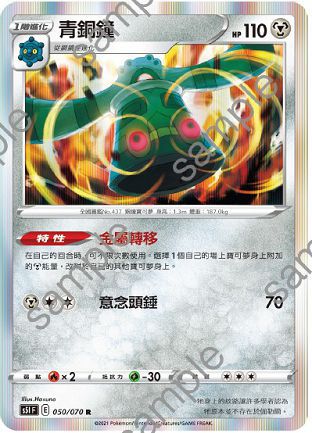 1階進化
青銅鐘
HP 110
從銅鏡怪進化
全國圖鑑No.437 銅鐘寶可夢 身高:1.3m 體重:187.0kg
特性 金屬轉移
在自己的回合時,可不限次數使用。選擇1個自己的場上寶可夢身上附加
的 能量,改附於自己的其他寶可夢身上。
意念頭錘 70
弱點 ×2 抵抗力 -30 撤退
Illus.Hasuno
S5I F E 050/070 R
©2021 Pokémon/Nintendo/Creatures/GAME FREAK.
sample